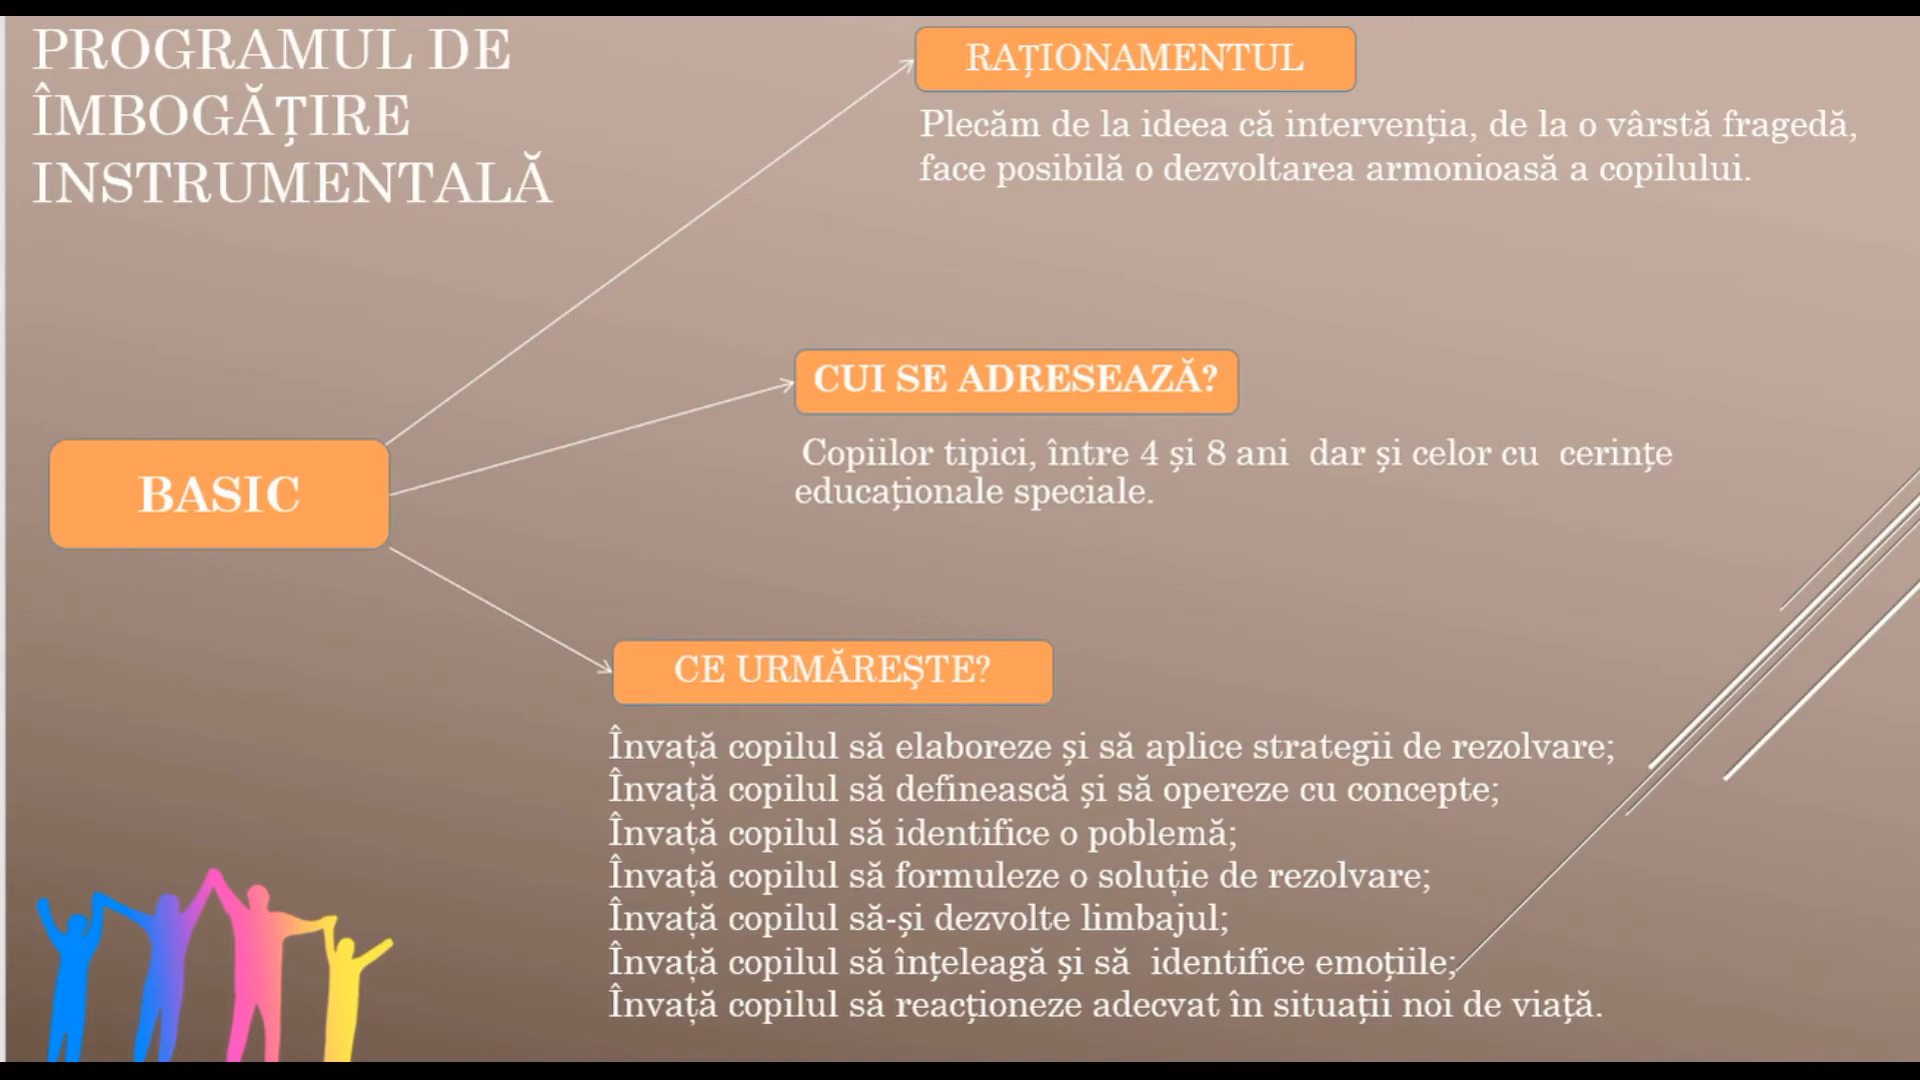 PROGRAMUL DE
ÎMBOGĂȚIRE
INSTRUMENTALĂ
RAȚIONAMENTUL
Plecăm de la ideea că intervenția, de la o vârstă fragedă,
face posibilă o dezvoltarea armonioasă a copilului.
CUI SE ADRESEAZĂ?
Copiilor tipici, între 4 și 8 ani dar și celor cu cerințe
educaționale speciale.
BASIC
CE URMĂREŞTE?
Învață copilul să elaboreze și să aplice strategii de rezolvare;
Învață copilul să definească și să opereze cu concepte;
Învață copilul să identifice o poblemă;
Învață copilul să formuleze o soluție de rezolvare;
Învață copilul să-și dezvolte limbajul;
Învață copilul să înțeleagă și să identifice emoțiile;
Învață copilul să reacționeze adecvat în situații noi de viață.